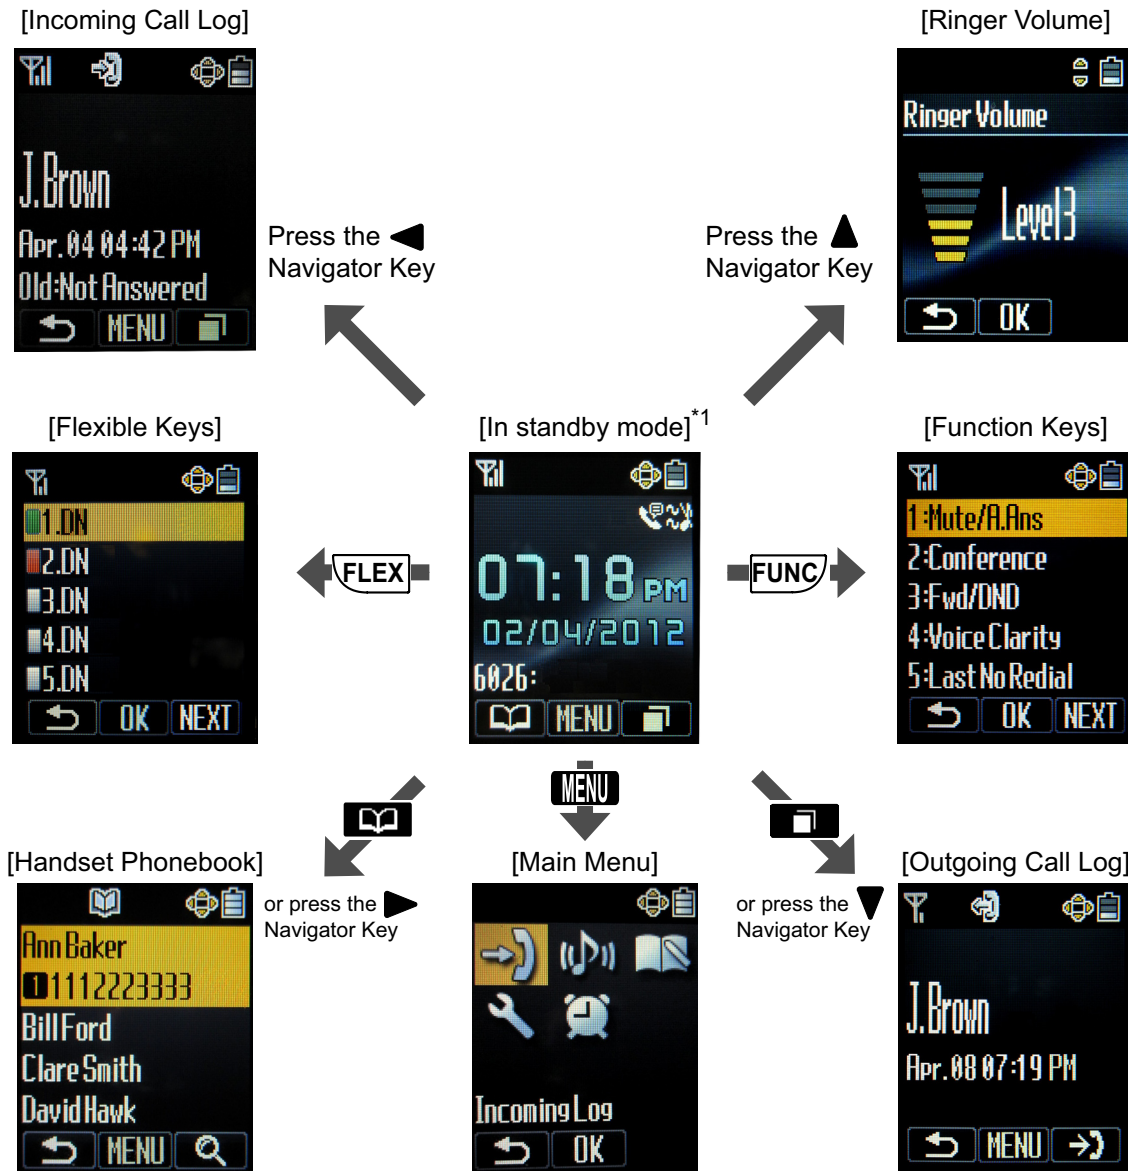 [Incoming Call Log]
J.Brown
Apr.04 04:42 PM
Old:Not Answered
MENU
Press the
Navigator Key
[Ringer Volume]
Ringer Volume
Level3
OK
Press the
Navigator Key
[Flexible Keys]
1.DN
2.DN
3.DN
4.DN
5.DN
OK NEXT
FLEX
[In standby mode]*1
07:18 PM
02/04/2012
6026:
MENU
FUNC
[Function Keys]
1:Mute/A.Ans
2:Conference
3:Fwd/DND
4:Voice Clarity
5:Last No Redial
OK NEXT
[Handset Phonebook]
Ann Baker
1 1112223333
Bill Ford
Clare Smith
David Hawk
MENU
or press the
Navigator Key
MENU
[Main Menu]
Incoming Log
OK
or press the
Navigator Key
[Outgoing Call Log]
J.Brown
Apr.08 07:19 PM
MENU